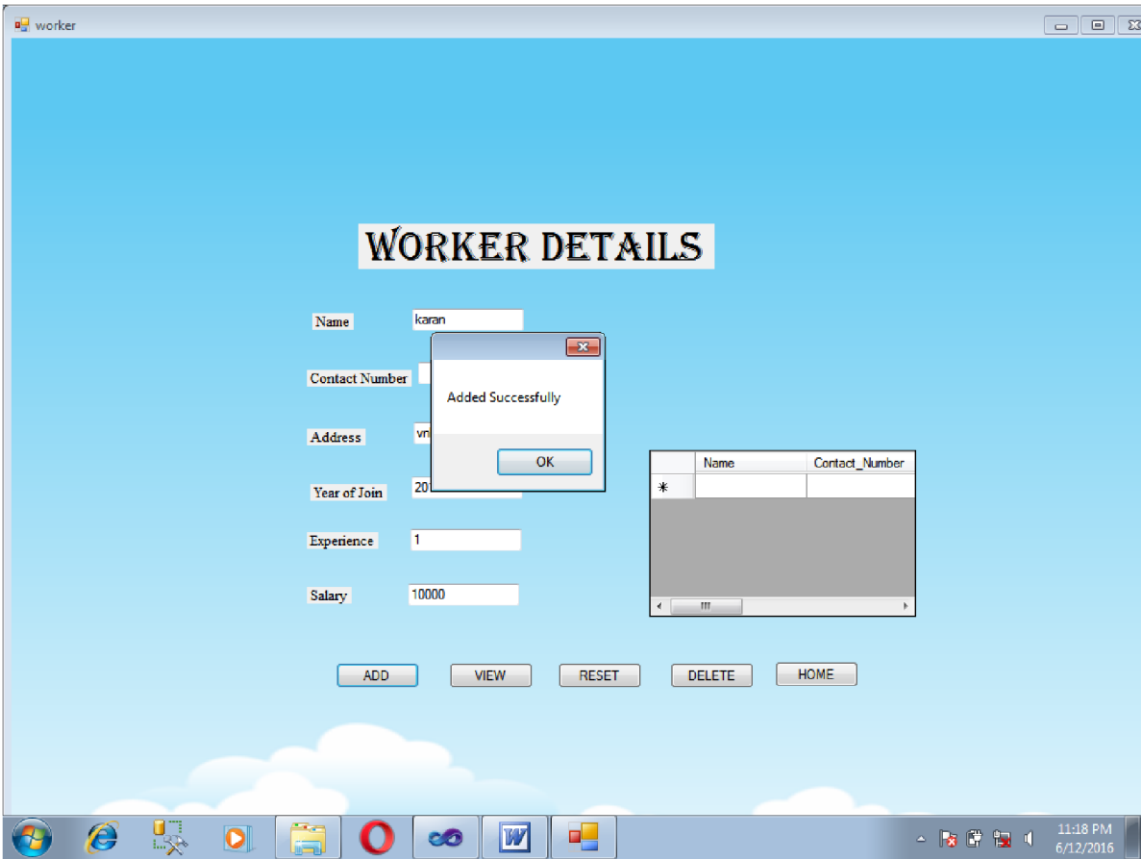 worker
WORKER DETAILS
Name karan
Contact Number
Added Successfully
Address
OK
Name Contact_Number
Year of Join
Experience 1
Salary 10000
ADD VIEW RESET DELETE HOME
11:18 PM
6/12/2016